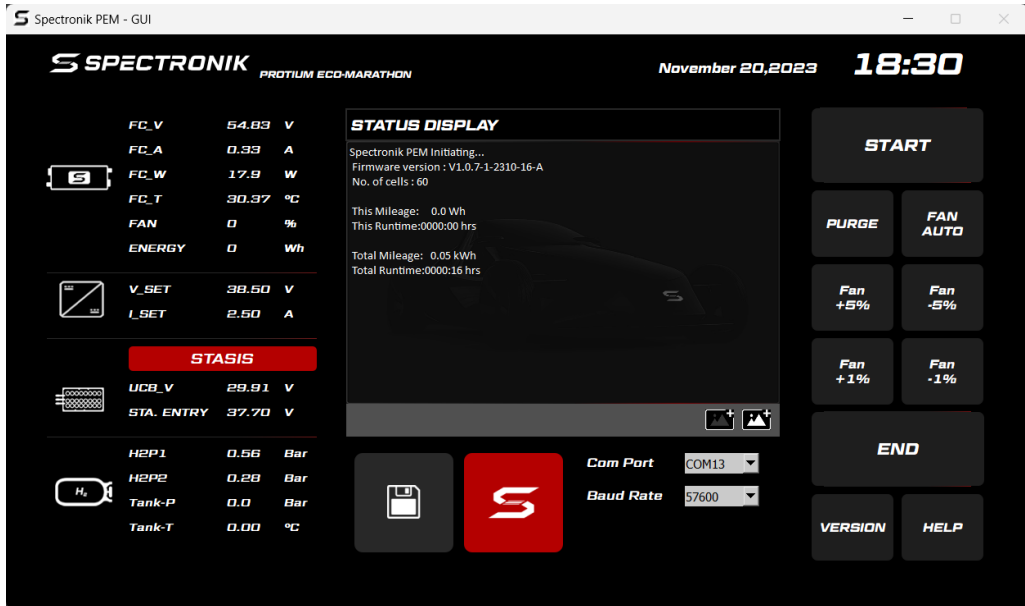 Spectronik PEM - GUI
SPECTRONIK PROTIUM ECO-MARATHON
November 20,2023 18:30
FC_V 54.83 V
FC_A 0.33 A
FC_W 17.9 W
FC_T 30.37 ºC
FAN 0 %
ENERGY 0 Wh
V_SET 38.50 V
I_SET 2.50 A
STASIS
UCB_V 29.91 V
STA. ENTRY 37.70 V
H2P1 0.56 Bar
H2P2 0.28 Bar
Tank-P 0.0 Bar
Tank-T 0.00 ºC
H₂
STATUS DISPLAY
Spectronik PEM Initiating...
Firmware version : V1.0.7-1-2310-16-A
No. of cells : 60
This Mileage: 0.0 Wh
This Runtime:0000:00 hrs
Total Mileage: 0.05 kWh
Total Runtime:0000:16 hrs
Com Port COM13
Baud Rate 57600
START
PURGE
FAN
AUTO
Fan
+5%
Fan
-5%
Fan
+1%
Fan
-1%
END
VERSION
HELP